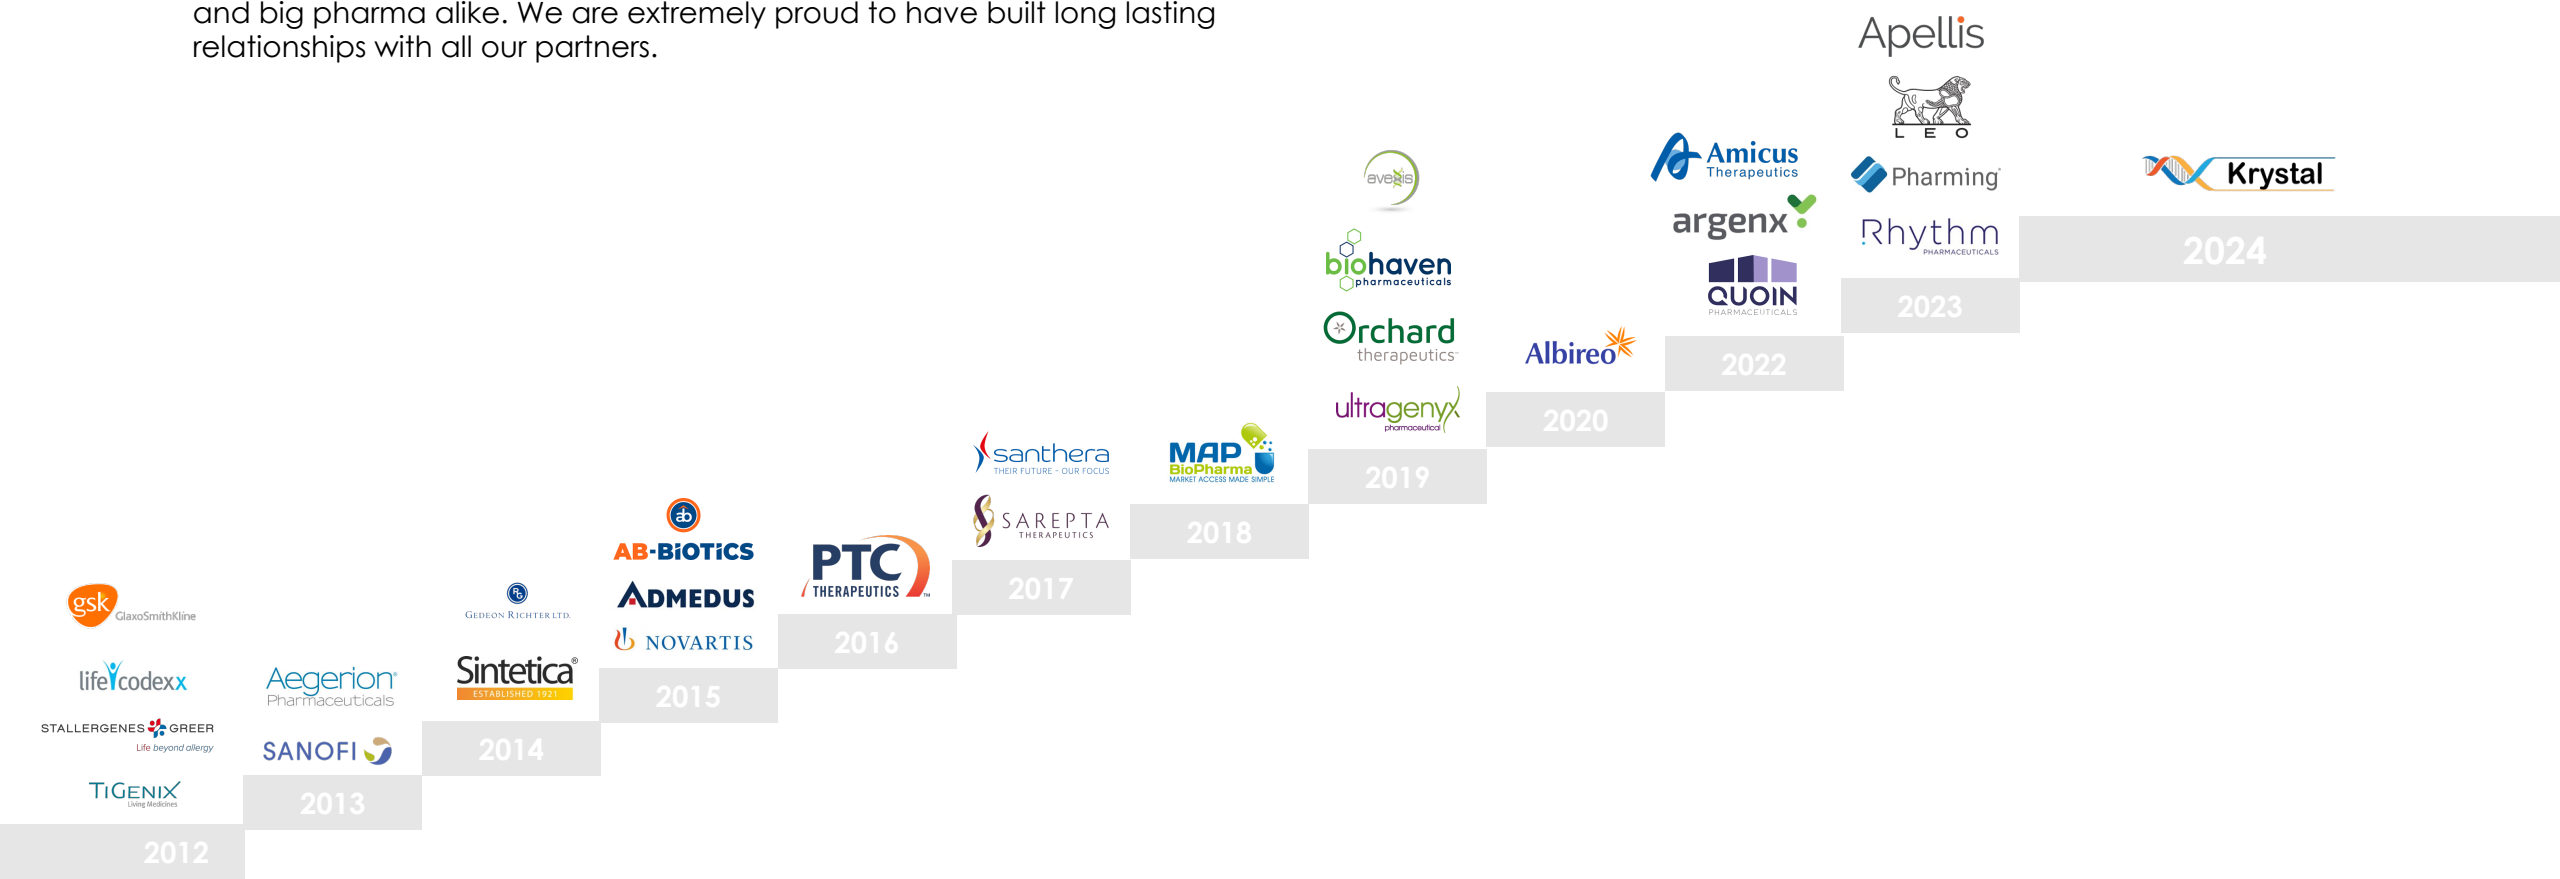 and big pharma alike. We are extremely proud to have built long lasting
relationships with all our partners.
gsk
GlaxoSmithKline
lifecodexx
STALLERGENES GREER
Life beyond allergy
TiGENIX
Living Medicines
2012
Aegerion®
Pharmaceuticals
SANOFI
2013
RG
GEDEON RICHTER LTD.
Sintetica®
ESTABLISHED 1921
2014
ab
AB-BiOTiCS
ADMEDUS
NOVARTIS
2015
PTC
THERAPEUTICS™
2016
santhera
THEIR FUTURE - OUR FOCUS
SAREPTA
THERAPEUTICS
2017
MAP
BioPharma
MARKET ACCESS MADE SIMPLE
2018
avexis
biohaven
pharmaceuticals
Orchard
therapeutics™
ultragenyx
pharmaceutical
2019
Albireo
2020
Amicus
Therapeutics
argenx
QUOIN
PHARMACEUTICALS
2022
Apellis
LEO
Pharming®
Rhythm
PHARMACEUTICALS
2023
Krystal
2024